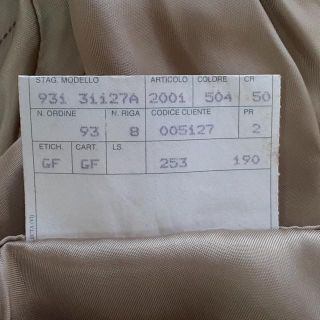 STAG. MODELLO ARTICOLO COLORE CR
931 31127A 2001 504 50
N. ORDINE N. RIGA CODICE CLIENTE PR
93 8 005127 2
ETICH. CART. LS.
GF GF 253 190